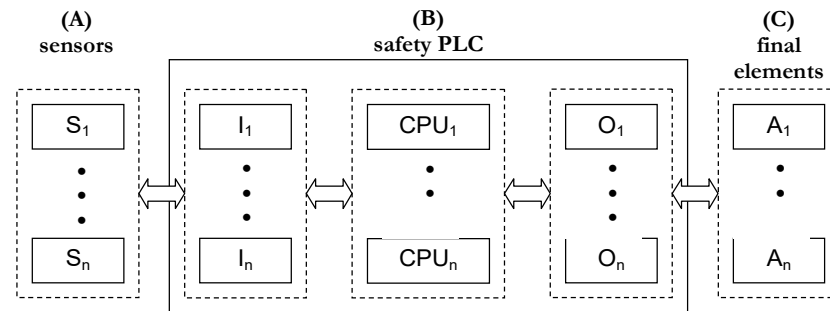 (A)
sensors
(B)
safety PLC
(C)
final
elements
S₁
I₁
CPU₁
O₁
A₁
Sₙ
Iₙ
CPUₙ
Oₙ
Aₙ